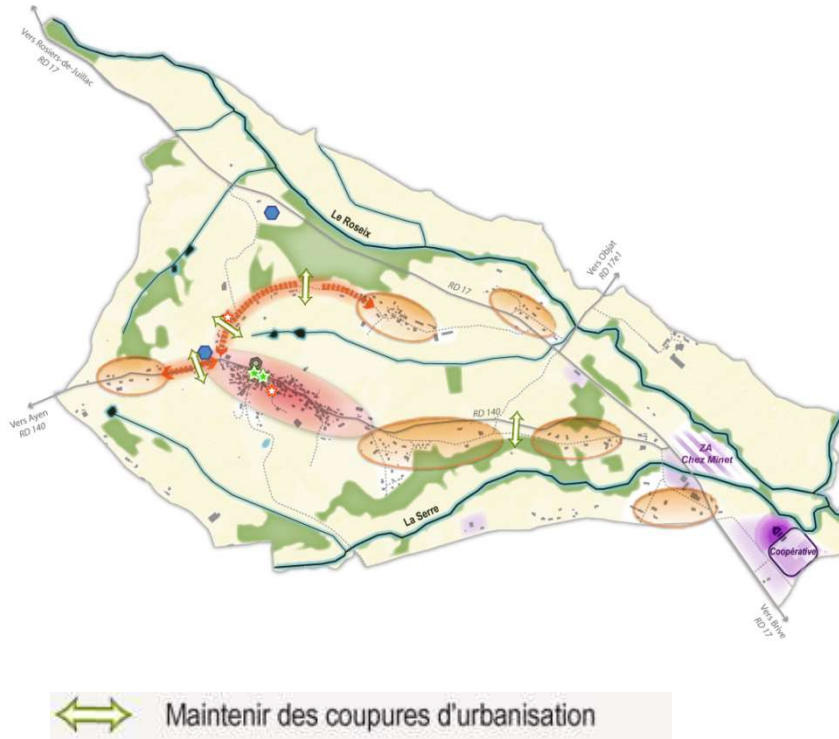 Vers Rosiers-de-Juillac
RD 17
Le Roseix
Vers Objat
RD 17e1
RD 17
Vers Ayen
RD 140
RD 140
ZA
Chez Minet
La Serre
Coopérative
Vers Brive
RD 17
Maintenir des coupures d'urbanisation